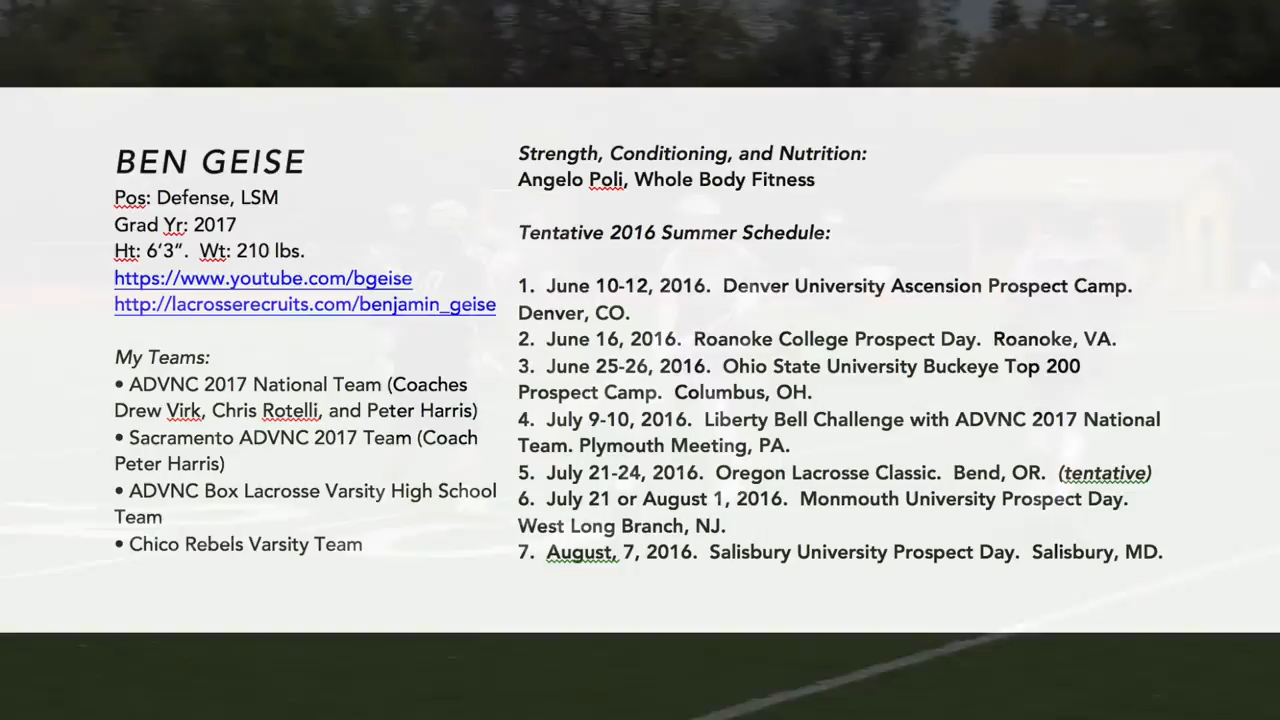 BEN GEISE
Pos: Defense, LSM
Grad Yr: 2017
Ht: 6'3”.  Wt: 210 lbs.
https://www.youtube.com/bgeise
http://lacrosserecruits.com/benjamin_geise
My Teams:
• ADVNC 2017 National Team (Coaches
Drew Virk, Chris Rotelli, and Peter Harris)
• Sacramento ADVNC 2017 Team (Coach
Peter Harris)
• ADVNC Box Lacrosse Varsity High School
Team
• Chico Rebels Varsity Team
Strength, Conditioning, and Nutrition:
Angelo Poli, Whole Body Fitness
Tentative 2016 Summer Schedule:
1.  June 10-12, 2016.  Denver University Ascension Prospect Camp.
Denver, CO.
2.  June 16, 2016.  Roanoke College Prospect Day.  Roanoke, VA.
3.  June 25-26, 2016.  Ohio State University Buckeye Top 200
Prospect Camp.  Columbus, OH.
4.  July 9-10, 2016.  Liberty Bell Challenge with ADVNC 2017 National
Team. Plymouth Meeting, PA.
5.  July 21-24, 2016.  Oregon Lacrosse Classic.  Bend, OR.  (tentative)
6.  July 21 or August 1, 2016.  Monmouth University Prospect Day.
West Long Branch, NJ.
7.  August, 7, 2016.  Salisbury University Prospect Day.  Salisbury, MD.